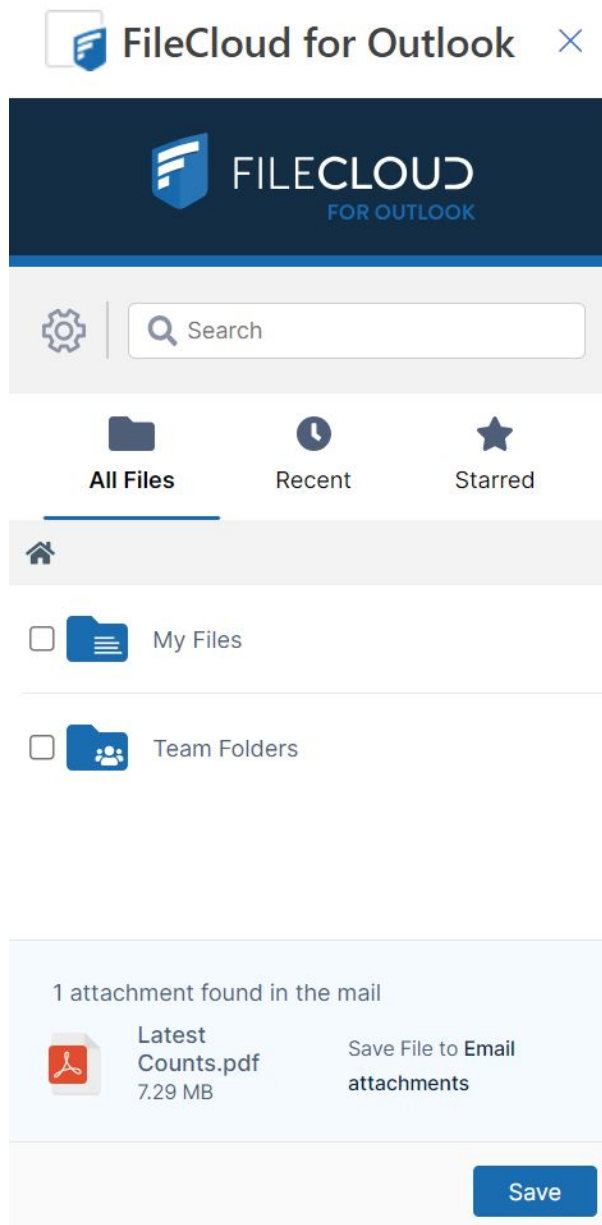 FileCloud for Outlook
FILECLOUD
FOR OUTLOOK
Search
All Files
Recent
Starred
My Files
Team Folders
1 attachment found in the mail
Latest
Counts.pdf
7.29 MB
Save File to Email
attachments
Save